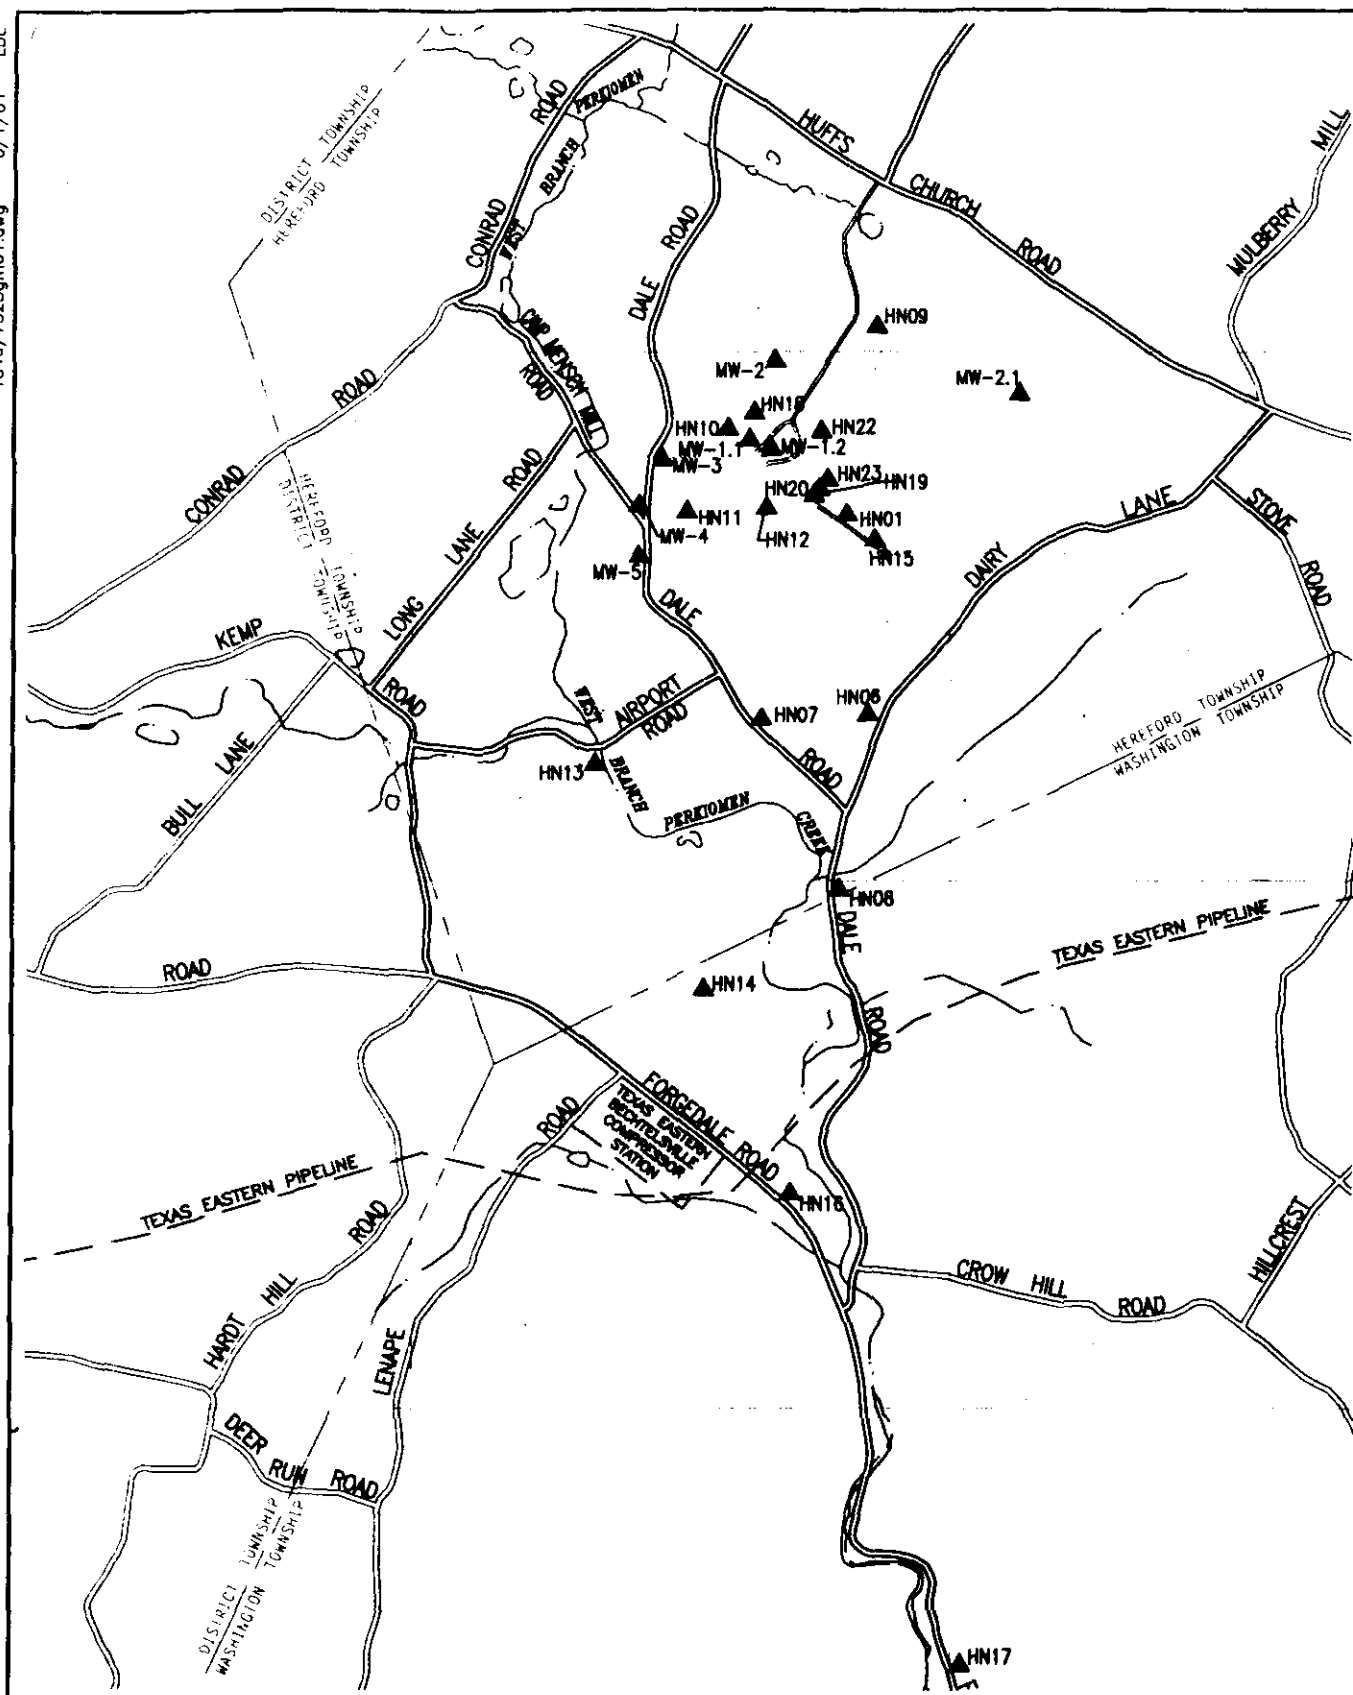 DISTRICT TOWNSHIP
HEREFORD TOWNSHIP
CONRAD ROAD
WEST BRANCH PERKIOMEN
HUFFS CHURCH ROAD
MULBERRY MILL
DALE ROAD
CAMP MENSCH MILL
ROAD
HN09
MW-2
MW-2.1
HN18
HN10
HN22
MW-1.1
MW-1.2
MW-3
HN23
HN19
HN20
HN11
HN12
HN01
HN15
MW-4
MW-5
CONRAD ROAD
LONG LANE ROAD
HEREFORD TOWNSHIP
DISTRICT TOWNSHIP
DAIRY LANE
STOVE ROAD
KEMP ROAD
BULL LANE
DALE ROAD
AIRPORT
ROAD
HN07
HN06
HEREFORD TOWNSHIP
WASHINGTON TOWNSHIP
HN13
WEST BRANCH PERKIOMEN CREEK
HN08
DALE ROAD
TEXAS EASTERN PIPELINE
ROAD
HN14
FORGEDALE ROAD
TEXAS EASTERN
BECHTELSVILLE
COMPRESSOR
STATION
ROAD
HN16
TEXAS EASTERN PIPELINE
HARDT HILL ROAD
LENAPE
CROW HILL ROAD
HILLCREST
DEER RUN ROAD
DISTRICT TOWNSHIP
WASHINGTON TOWNSHIP
HN17